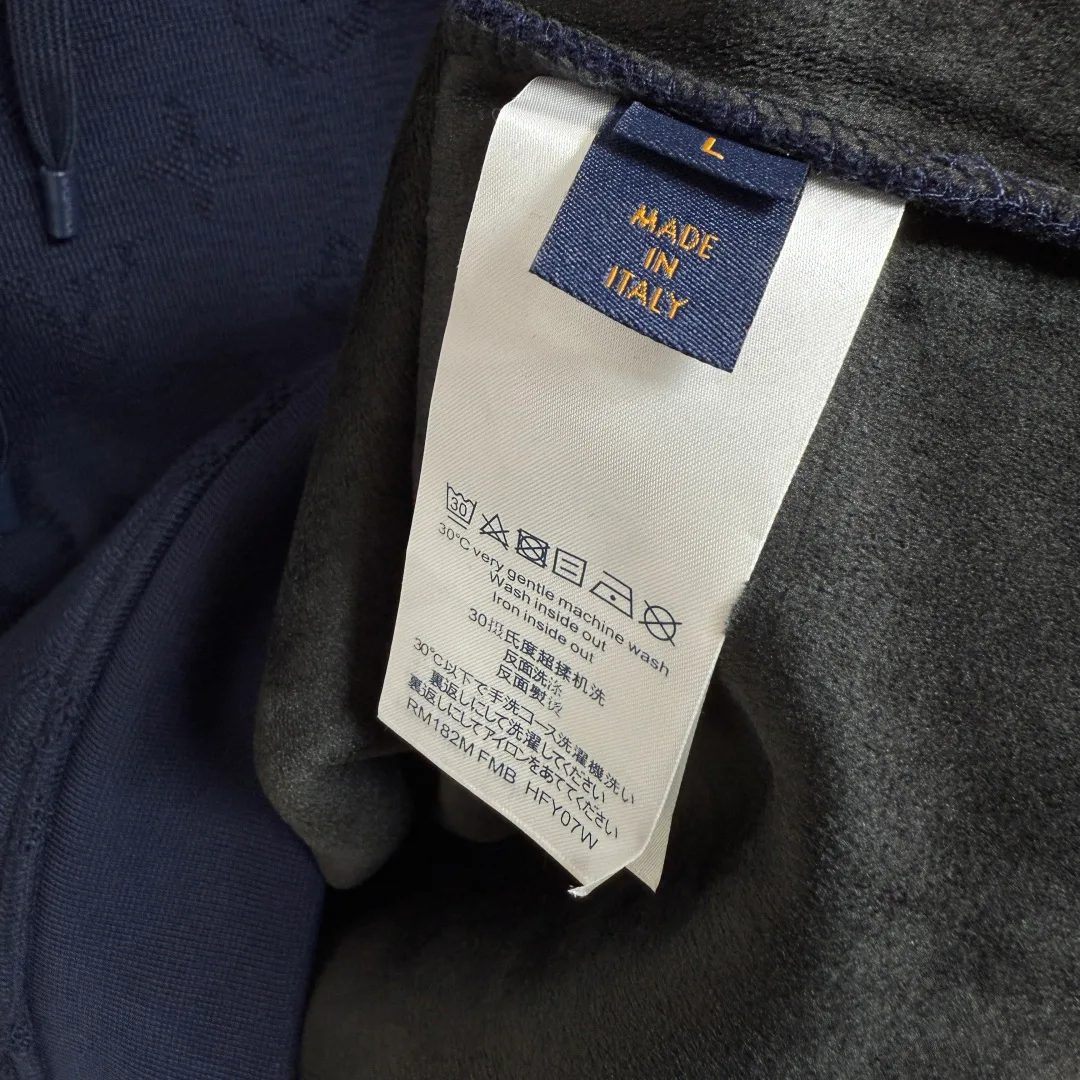 L
MADE
IN
ITALY
30
30°C very gentle machine wash
Wash inside out
Iron inside out
30摄氏度超揉机洗
反面洗涤
反面熨烫
30℃以下で手洗コース洗濯機洗い
裏返しにして洗濯してください
裏返しにしてアイロンをあててください
RM182M FMB HFY07W